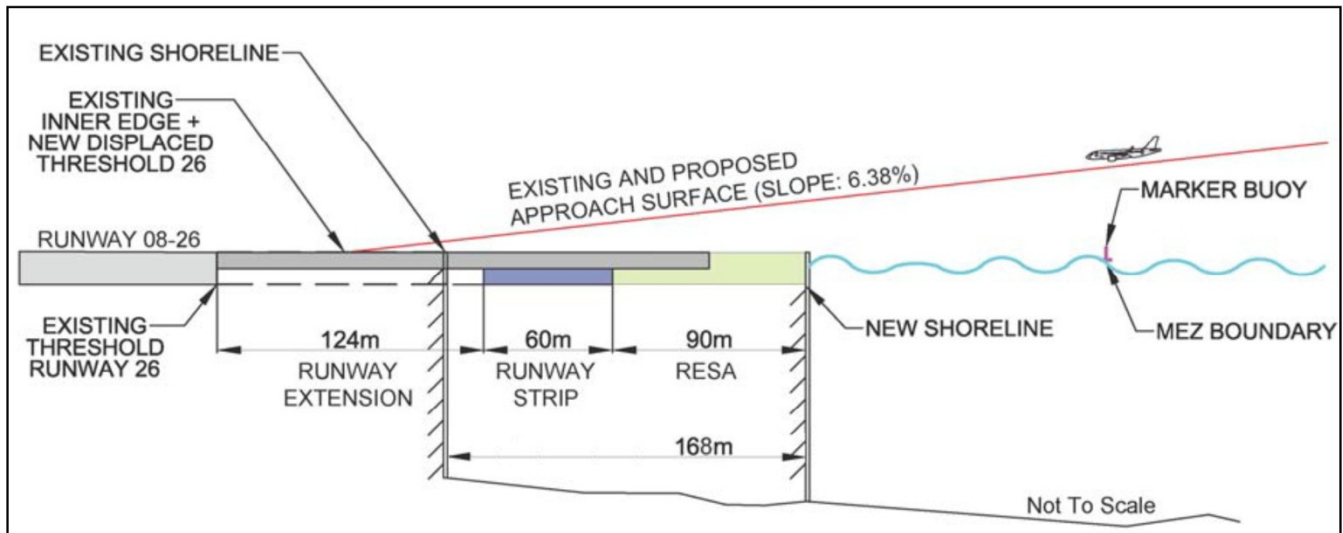 EXISTING SHORELINE
EXISTING
INNER EDGE +
NEW DISPLACED
THRESHOLD 26
EXISTING AND PROPOSED
APPROACH SURFACE (SLOPE: 6.38%)
MARKER BUOY
RUNWAY 08-26
EXISTING
THRESHOLD
RUNWAY 26
124m
RUNWAY
EXTENSION
60m
RUNWAY
STRIP
90m
RESA
NEW SHORELINE
MEZ BOUNDARY
168m
Not To Scale